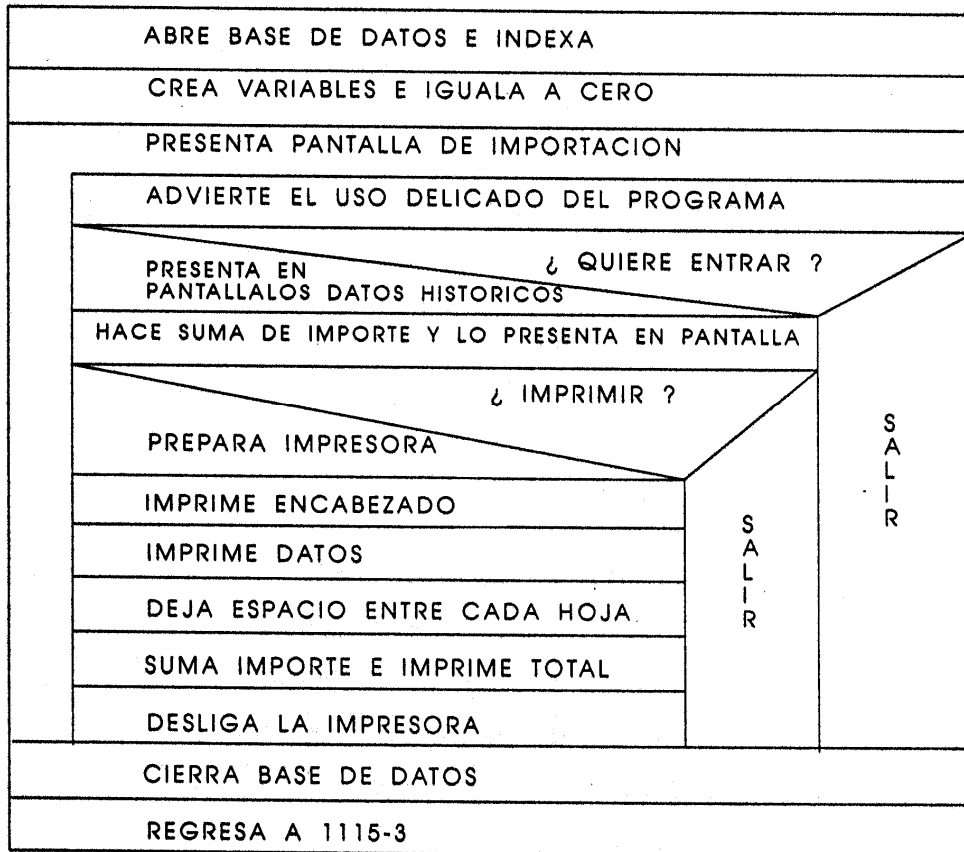 ABRE BASE DE DATOS E INDEXA
CREA VARIABLES E IGUALA A CERO
PRESENTA PANTALLA DE IMPORTACION
ADVIERTE EL USO DELICADO DEL PROGRAMA
¿ QUIERE ENTRAR ?
PRESENTA EN
PANTALLALOS DATOS HISTORICOS
HACE SUMA DE IMPORTE Y LO PRESENTA EN PANTALLA
¿ IMPRIMIR ?
PREPARA IMPRESORA
IMPRIME ENCABEZADO
IMPRIME DATOS
DEJA ESPACIO ENTRE CADA HOJA
SUMA IMPORTE E IMPRIME TOTAL
DESLIGA LA IMPRESORA
SALIR
SALIR
CIERRA BASE DE DATOS
REGRESA A 1115-3